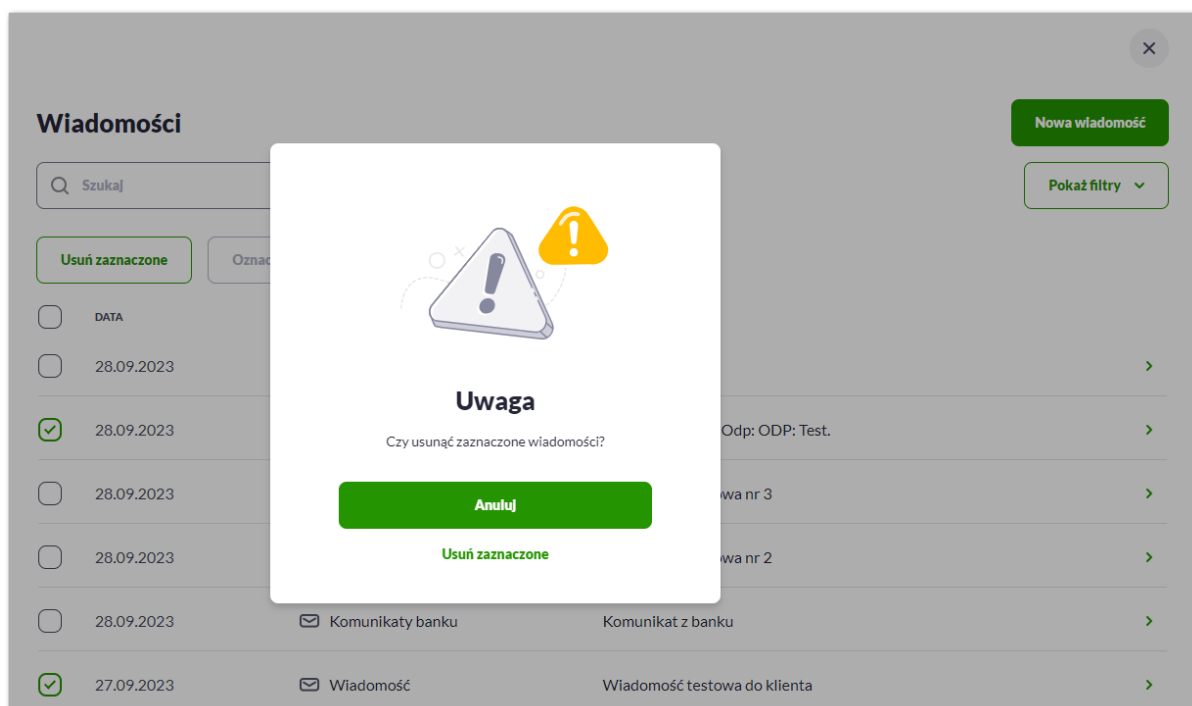 Wiadomości
Nowa wiadomość
Szukaj
Pokaż filtry
Usuń zaznaczone
DATA
28.09.2023
28.09.2023 Odp: ODP: Test.
28.09.2023 nr 3
28.09.2023 nr 2
28.09.2023 Komunikaty banku Komunikat z banku
27.09.2023 Wiadomość Wiadomość testowa do klienta
Uwaga
Czy usunąć zaznaczone wiadomości?
Anuluj
Usuń zaznaczone